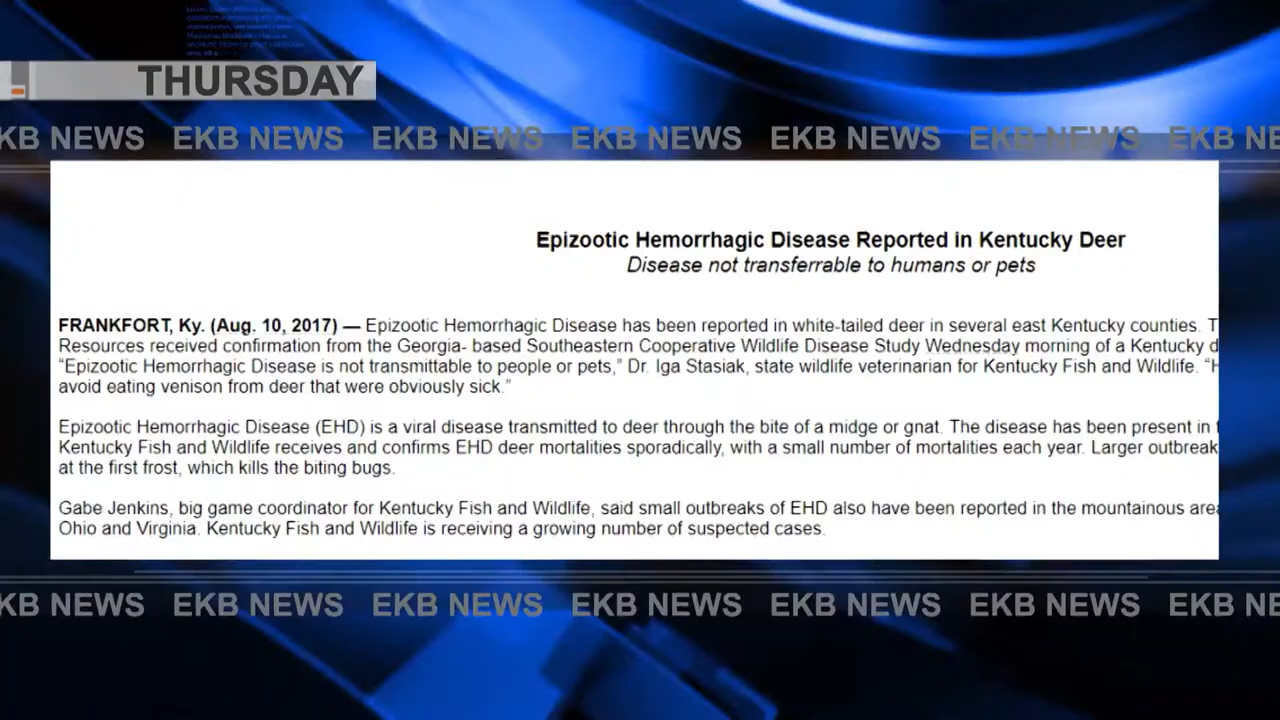 THURSDAY
EKB NEWS EKB NEWS EKB NEWS EKB NEWS EKB NEWS EKB NEWS
Epizootic Hemorrhagic Disease Reported in Kentucky Deer
Disease not transferrable to humans or pets
FRANKFORT, Ky. (Aug. 10, 2017) — Epizootic Hemorrhagic Disease has been reported in white-tailed deer in several east Kentucky counties.
Resources received confirmation from the Georgia- based Southeastern Cooperative Wildlife Disease Study Wednesday morning of a Kentucky
“Epizootic Hemorrhagic Disease is not transmittable to people or pets,” Dr. Iga Stasiak, state wildlife veterinarian for Kentucky Fish and Wildlife.
avoid eating venison from deer that were obviously sick.”
Epizootic Hemorrhagic Disease (EHD) is a viral disease transmitted to deer through the bite of a midge or gnat. The disease has been present in
Kentucky Fish and Wildlife receives and confirms EHD deer mortalities sporadically, with a small number of mortalities each year. Larger outbreak
at the first frost, which kills the biting bugs.
Gabe Jenkins, big game coordinator for Kentucky Fish and Wildlife, said small outbreaks of EHD also have been reported in the mountainous
Ohio and Virginia. Kentucky Fish and Wildlife is receiving a growing number of suspected cases.
KB NEWS EKB NEWS EKB NEWS EKB NEWS EKB NEWS EKB NEWS EKB NE